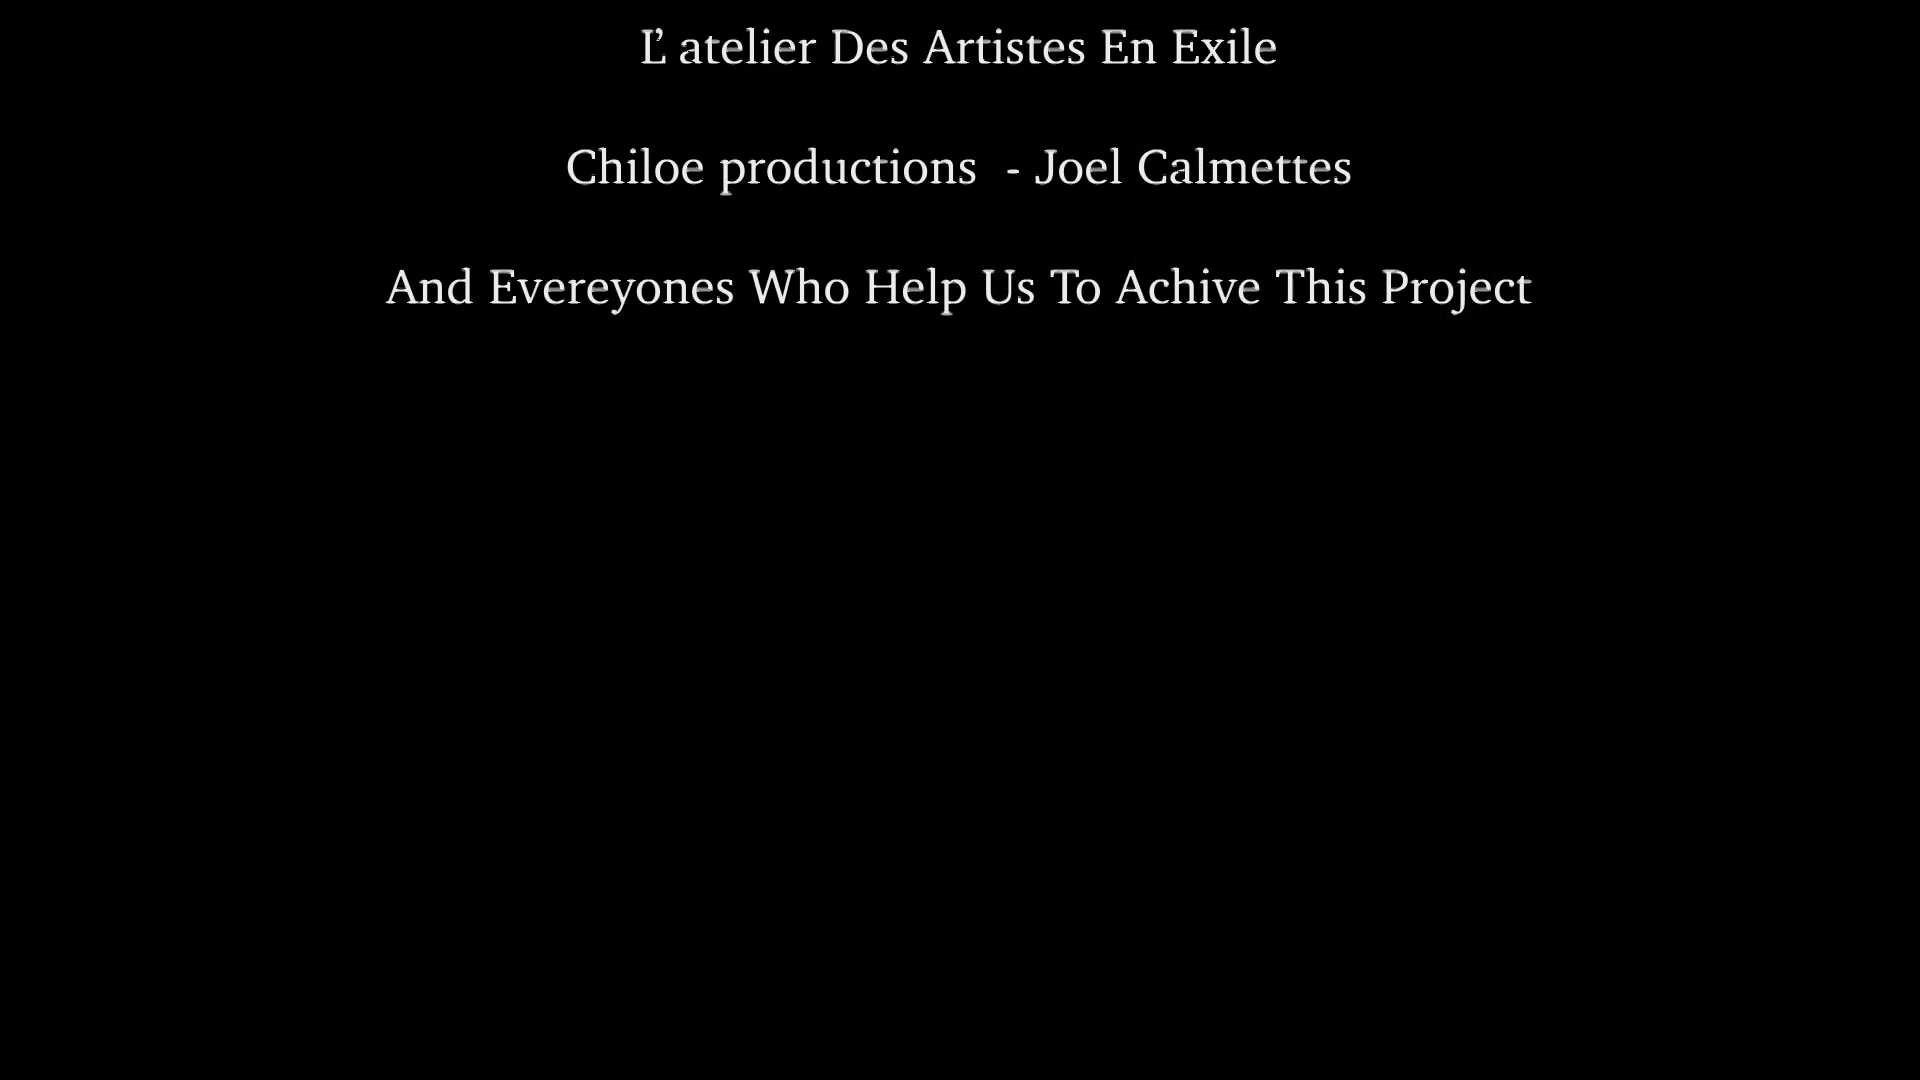 L’ atelier Des Artistes En Exile
Chiloe productions - Joel Calmettes
And Evereyones Who Help Us To Achive This Project